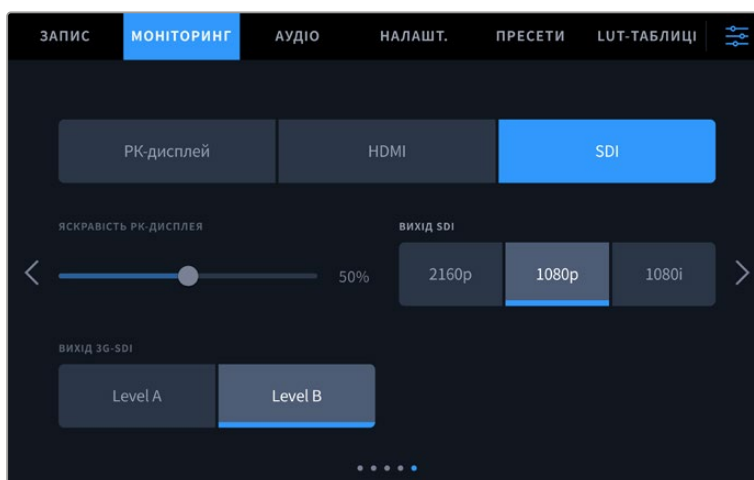 ЗАПИС МОНІТОРИНГ АУДІО НАЛАШТ. ПРЕСЕТИ LUT-ТАБЛИЦІ
РК-дисплей HDMI SDI
ЯСКРАВІСТЬ РК-ДИСПЛЕЯ ВИХІД SDI
50% 2160p 1080p 1080i
ВИХІД 3G-SDI
Level A Level B